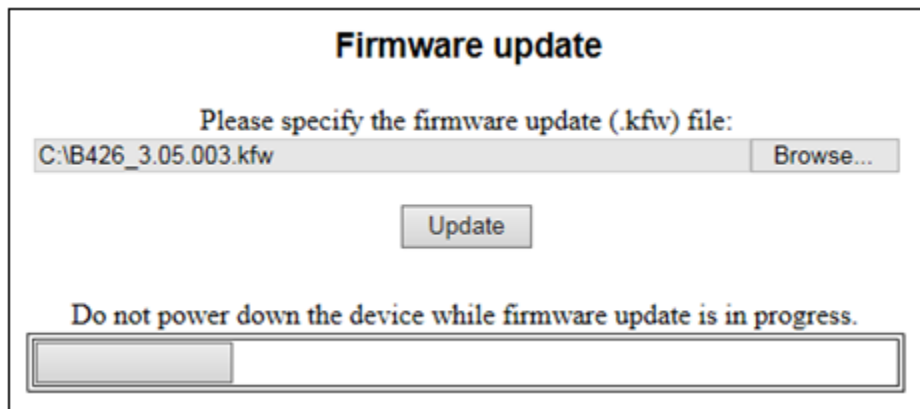 Firmware update
Please specify the firmware update (.kfw) file:
C:\B426_3.05.003.kfw Browse...
Update
Do not power down the device while firmware update is in progress.